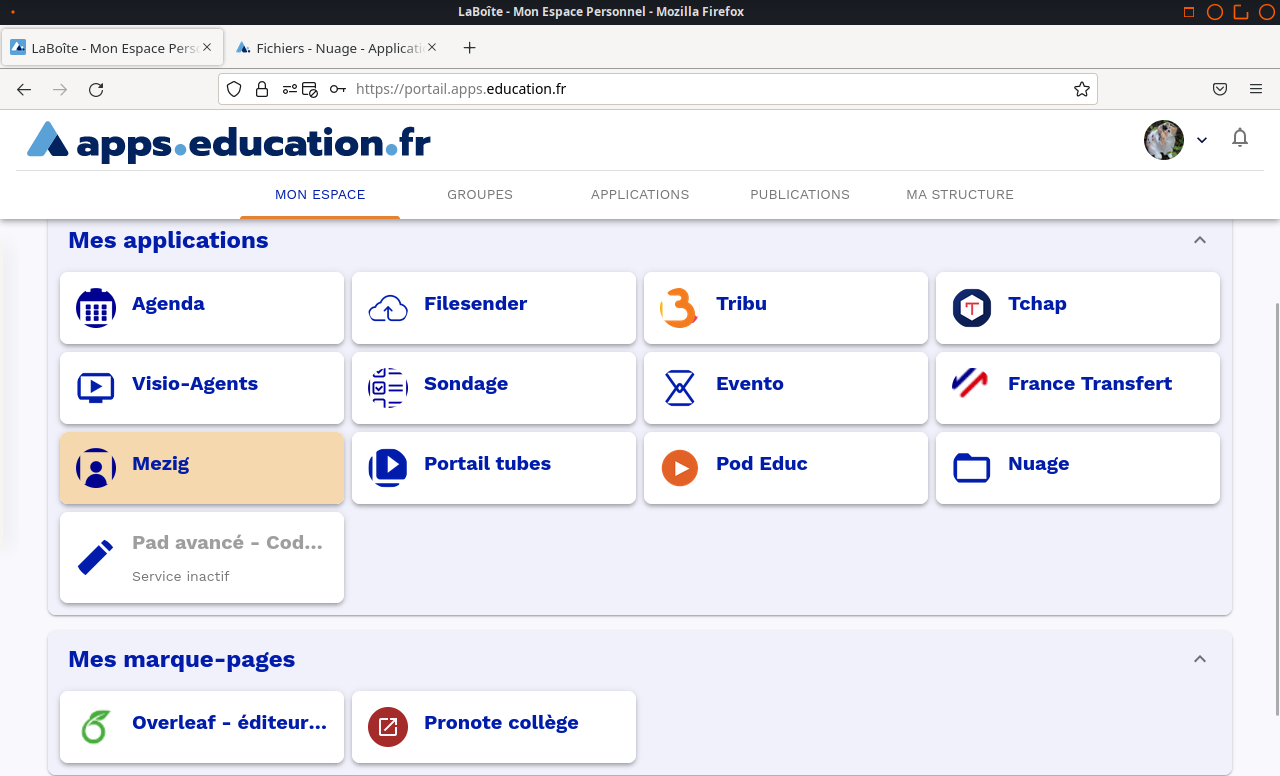 LaBoîte - Mon Espace Personnel - Mozilla Firefox
LaBoîte - Mon Espace Pers
Fichiers - Nuage - Applicati
https://portail.apps.education.fr
apps.education.fr
MON ESPACE
GROUPES
APPLICATIONS
PUBLICATIONS
MA STRUCTURE
Mes applications
Agenda
Filesender
Tribu
Tchap
Visio-Agents
Sondage
Evento
France Transfert
Mezig
Portail tubes
Pod Educ
Nuage
Pad avancé - Cod...
Service inactif
Mes marque-pages
Overleaf - éditeur...
Pronote collège